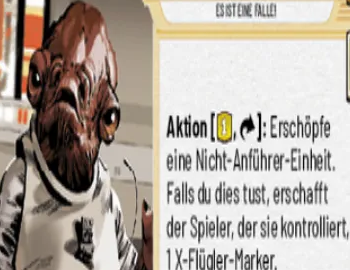 ES IST EINE FALLE!
Aktion [1, ]: Erschöpfe
eine Nicht-Anführer-Einheit.
Falls du dies tust, erschafft
der Spieler, der sie kontrolliert,
1 X-Flügler-Marker.